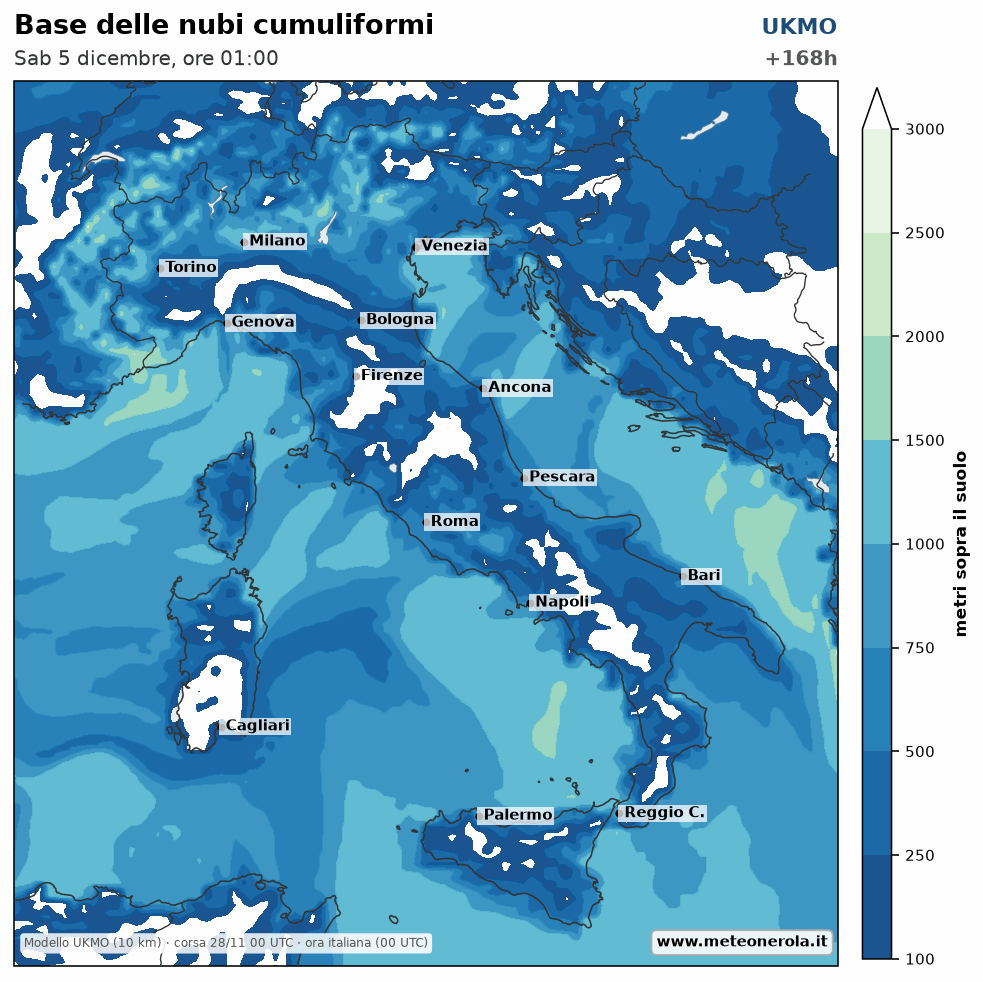 Base delle nubi cumuliformi
UKMO
Sab 5 dicembre, ore 01:00
+168h
Milano
Venezia
Torino
Genova
Bologna
Firenze
Ancona
Pescara
Roma
Bari
Napoli
Cagliari
Palermo
Reggio C.
3000
2500
2000
1500
1000
750
500
250
100
metri sopra il suolo
Modello UKMO (10 km) · corsa 28/11 00 UTC · ora italiana (00 UTC)
www.meteonerola.it